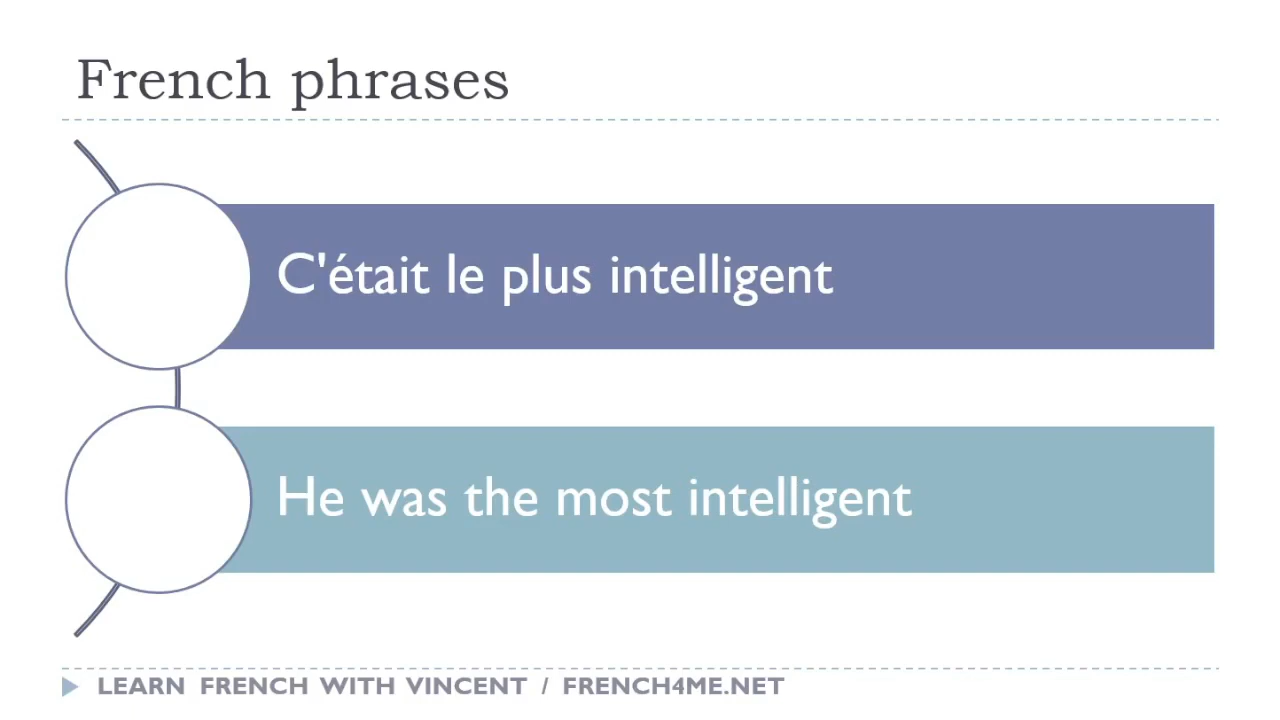 French phrases
C'était le plus intelligent
He was the most intelligent
LEARN FRENCH WITH VINCENT / FRENCH4ME.NET